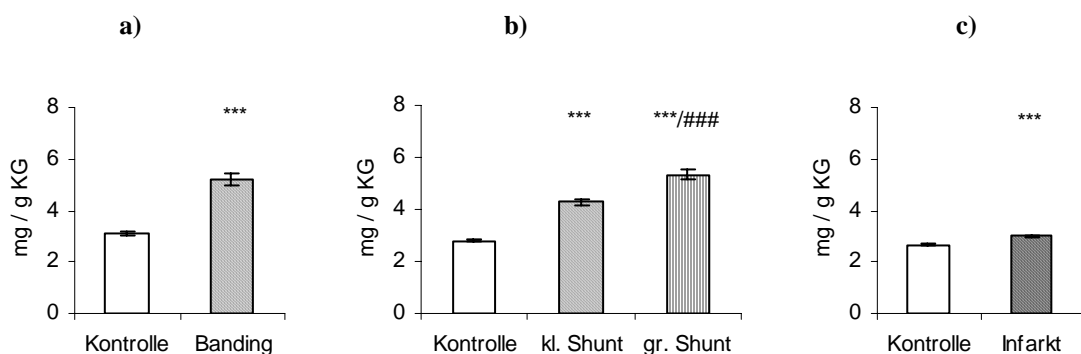 a)
b)
c)
mg / g KG
8
6
4
2
0
***
Kontrolle Banding
mg / g KG
8
6
4
2
0
***
***/###
Kontrolle kl. Shunt gr. Shunt
mg / g KG
8
6
4
2
0
***
Kontrolle Infarkt